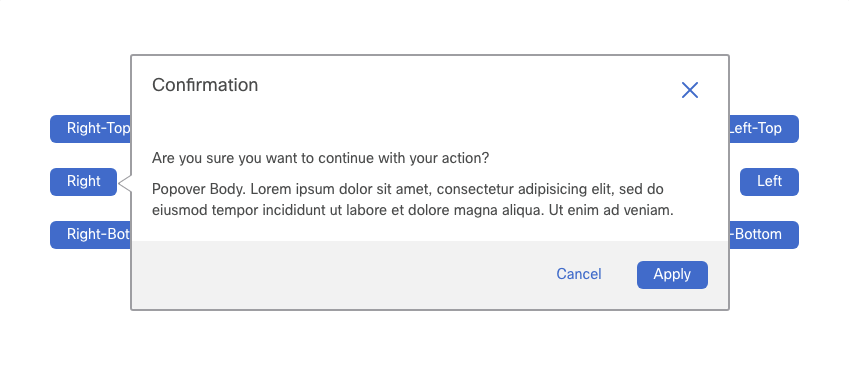 Confirmation
Right-Top
Left-Top
Are you sure you want to continue with your action?
Right
Left
Popover Body. Lorem ipsum dolor sit amet, consectetur adipisicing elit, sed do
eiusmod tempor incididunt ut labore et dolore magna aliqua. Ut enim ad veniam.
Right-Bot
-Bottom
Cancel
Apply